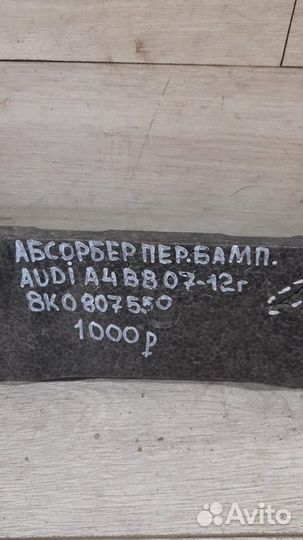 АБСОРБЕР ПЕР.БАМП.
AUDI A4 B8 07-12г
8K0807550
1000р
Avito